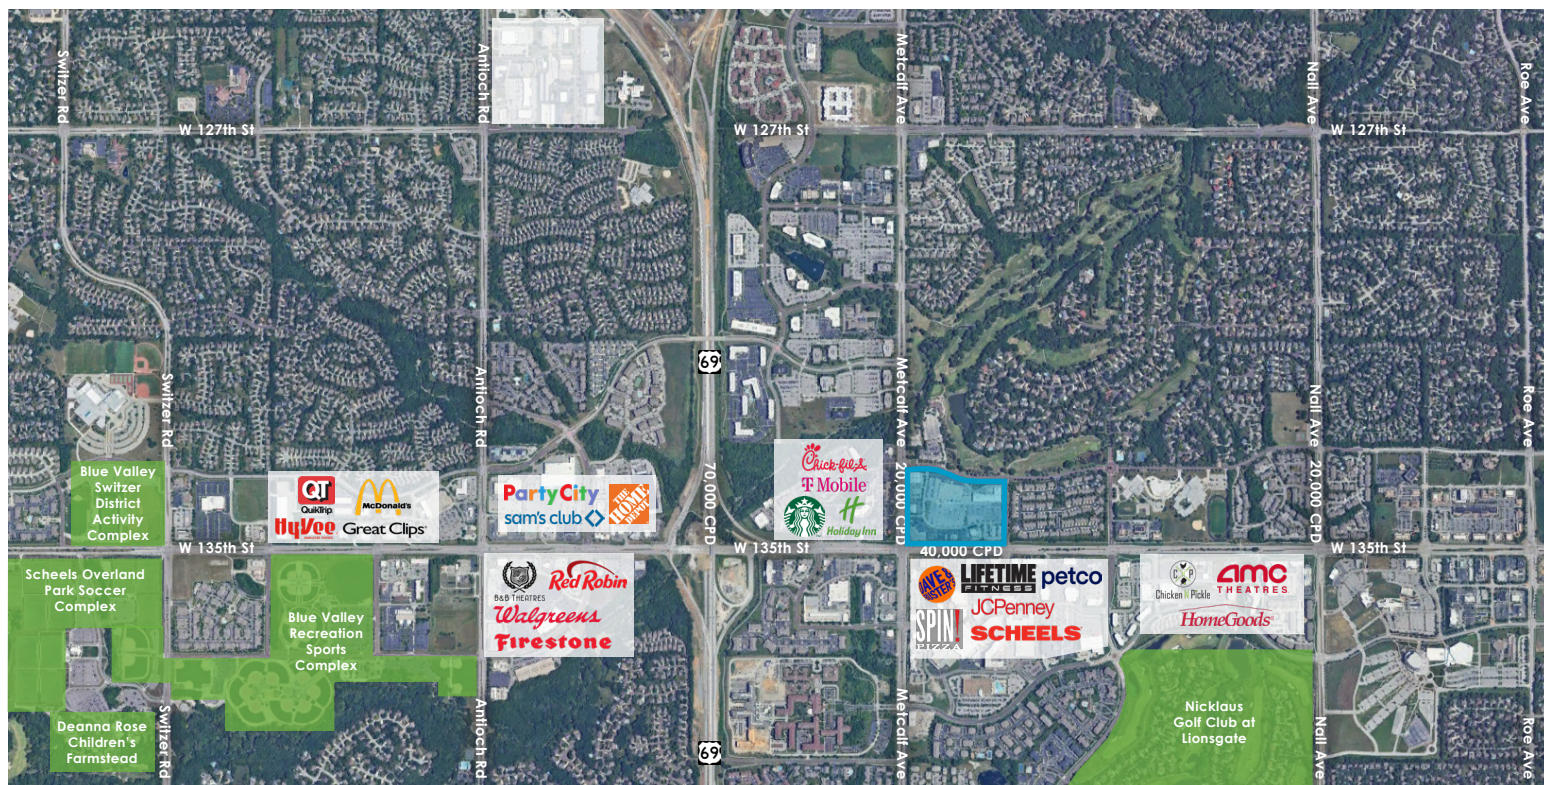 Switzer Rd
Antioch Rd
Metcalf Ave
Nall Ave
Roe Ave
W 127th St
W 127th St
W 127th St
69
Switzer Rd
Antioch Rd
Metcalf Ave
Nall Ave
Roe Ave
Blue Valley
Switzer
District
Activity
Complex
QT
QuikTrip
McDonald's
HyVee
Great Clips
PartyCity
sam's club
THE
HOME
DEPOT
70,000 CPD
Chick-fil-A
T Mobile
H
Holiday Inn
20,000 CPD
20,000 CPD
W 135th St
W 135th St
40,000 CPD
W 135th St
Scheels Overland
Park Soccer
Complex
Blue Valley
Recreation
Sports
Complex
B&B THEATRES
Red Robin
Walgreens
Firestone
DAVE &
BUSTER'S
LIFETIME
FITNESS
petco
SPIN!
PIZZA
JCPenney
SCHEELS
C P
Chicken N Pickle
AMC
THEATRES
HomeGoods
Deanna Rose
Children's
Farmstead
Switzer Rd
Antioch Rd
69
Metcalf Ave
Nicklaus
Golf Club at
Lionsgate
Nall Ave
Roe Ave